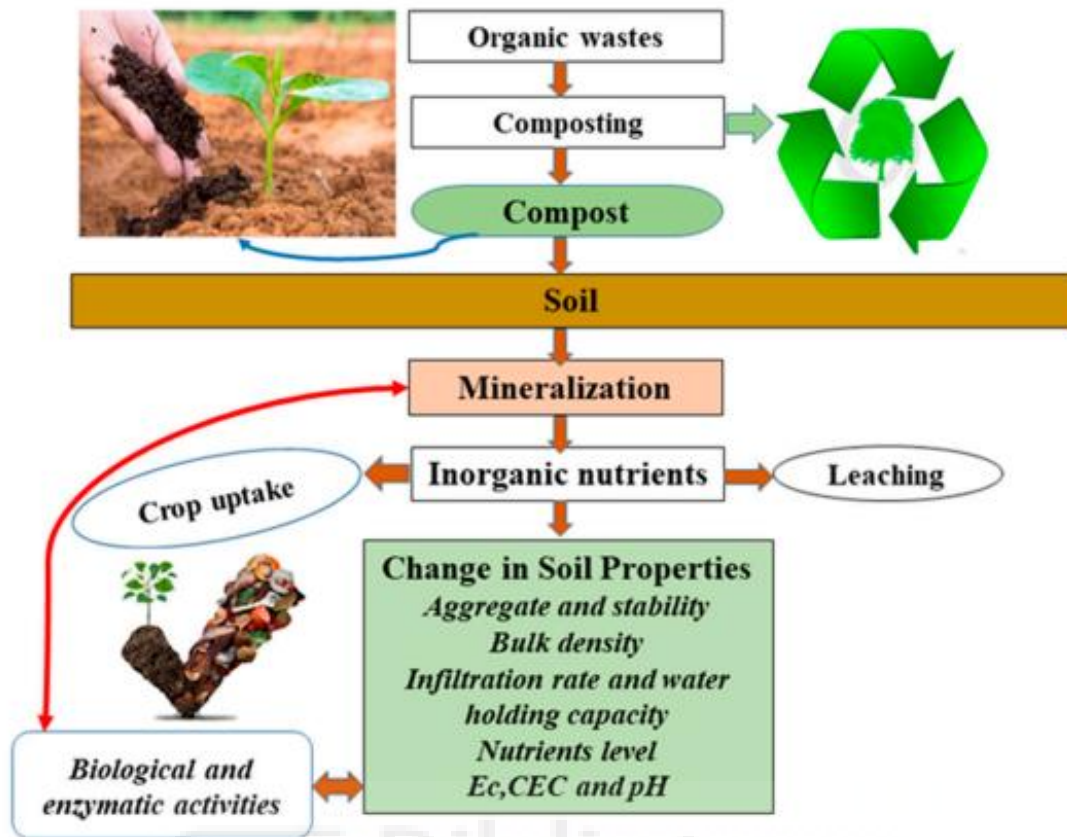 Organic wastes
Composting
Compost
Soil
Mineralization
Inorganic nutrients
Crop uptake
Leaching
Change in Soil Properties
Aggregate and stability
Bulk density
Infiltration rate and water
holding capacity
Nutrients level
Ec,CEC and pH
Biological and
enzymatic activities